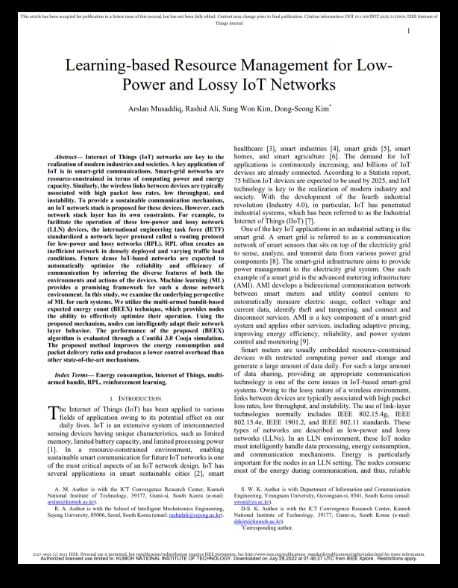 This article has been accepted for publication in a future issue of this journal, but has not been fully edited. Content may change prior to final publication. Citation information: DOI
IEEE Internet of
Things Journal
1
Learning-based Resource Management for Low-
Power and Lossy IoT Networks
Arslan Musaddiq, Rashid Ali, Sung Won Kim, Dong-Seong Kim*
Abstract— Internet of Things (IoT) networks are key to the
realization of modern industries and societies. A key application of
IoT is in smart-grid communications. Smart-grid networks are
resource-constrained in terms of computing power and energy
capacity. Similarly, the wireless links between devices are typically
associated with high packet loss rates, low throughput, and
instability. To provide a sustainable communication mechanism,
an IoT network stack is proposed for these devices. However, each
network stack layer has its own constraints. For example, to
facilitate the operation of these low-power and lossy network
(LLN) devices, the international engineering task force (IETF)
standardized a network layer protocol called a routing protocol
for low-power and lossy networks (RPL). RPL often creates an
inefficient network in densely deployed and varying traffic load
conditions. Future dense IoT-based networks are expected to
automatically optimize the reliability and efficiency of
communication by inferring the diverse features of both the
environments and actions of the devices. Machine learning (ML)
provides a promising framework for such a dense network
environment. In this study, we examine the underlying perspective
of ML for such systems. We utilize the multi-armed bandit-based
expected energy count (BEEX) technique, which provides nodes
the ability to effectively optimize their operation. Using the
proposed mechanism, nodes can intelligently adapt their network
layer behavior. The performance of the proposed (BEEX)
algorithm is evaluated through a Contiki 3.0 Cooja simulation.
The proposed method improves the energy consumption and
packet delivery ratio and produces a lower control overhead than
other state-of-the-art mechanisms.
Index Terms— Energy consumption, Internet of Things, multi-
armed bandit, RPL, reinforcement learning.
I. INTRODUCTION
The Internet of Things (IoT) has been applied to various
fields of application owing to its potential effect on our
daily lives. IoT is an extensive system of interconnected
sensing devices having unique characteristics, such as limited
memory, limited battery capacity, and limited processing power
[1]. In a resource-constrained environment, enabling
sustainable smart communication for future IoT networks is one
of the most critical aspects of an IoT network design. IoT has
several applications in smart sustainable cities [2], smart
A. M. Author is with the ICT Convergence Research Center, Kumoh
National Institute of Technology, 39177, Gumi-si, South Korea (e-mail:
R. A. Author is with the School of Intelligent Mechatronics Engineering,
Sejong University, 05006, Seoul, South Korea (email: rashidali@sejong.ac.kr).
healthcare [3], smart industries [4], smart grids [5], smart
homes, and smart agriculture [6]. The demand for IoT
applications is continuously increasing, and billions of IoT
devices are already connected. According to a Statista report,
75 billion IoT devices are expected to be used by 2025, and IoT
technology is key to the realization of modern industry and
society. With the development of the fourth industrial
revolution (Industry 4.0), in particular, IoT has penetrated
industrial systems, which has been referred to as the Industrial
Internet of Things (IIoT) [7].
One of the key IoT applications in an industrial setting is the
smart grid. A smart grid is referred to as a communication
network of smart sensors that sits on top of the electricity grid
to sense, analyze, and transmit data from various power grid
components [8]. The smart-grid infrastructure aims to provide
power management to the electricity grid system. One such
example of a smart grid is the advanced metering infrastructure
(AMI). AMI develops a bidirectional communication network
between smart meters and utility control centers to
automatically measure electric usage, collect voltage and
current data, identify theft and tampering, and connect and
disconnect services. AMI is a key component of a smart-grid
system and applies other services, including adaptive pricing,
improving energy efficiency, reliability, and power system
control and monitoring [9].
Smart meters are usually embedded resource-constrained
devices with restricted computing power and storage and
generate a large amount of data daily. For such a large amount
of data sharing, providing an appropriate communication
technology is one of the core issues in IoT-based smart-grid
systems. Owing to the lossy nature of a wireless environment,
links between devices are typically associated with high packet
loss rates, low throughput, and instability. The use of link-layer
technologies normally includes IEEE 802.15.4g, IEEE
802.15.4e, IEEE 1901.2, and IEEE 802.11 standards. These
types of networks are described as low-power and lossy
networks (LLNs). In an LLN environment, these IoT nodes
must intelligently handle data processing, energy consumption,
and communication mechanisms. Energy is particularly
important for the nodes in an LLN setting. The nodes consume
most of the energy during communication, and thus, reliable
S. W. K. Author is with Department of Information and Communication
Engineering, Yeungnam University, Gyeongsan-si, 8541, South Korea (email:
D-S. K. Author is with the ICT Convergence Research Center, Kumoh
National Institute of Technology, 39177, Gumi-si, South Korea (e-mail:
*Corresponding author.
Authorized licensed use limited to: KUMOH NATIONAL INSTITUTE OF TECHNOLOGY. Downloaded on July 28,2022 at 01:46:27 UTC from IEEE Xplore. Restrictions apply.